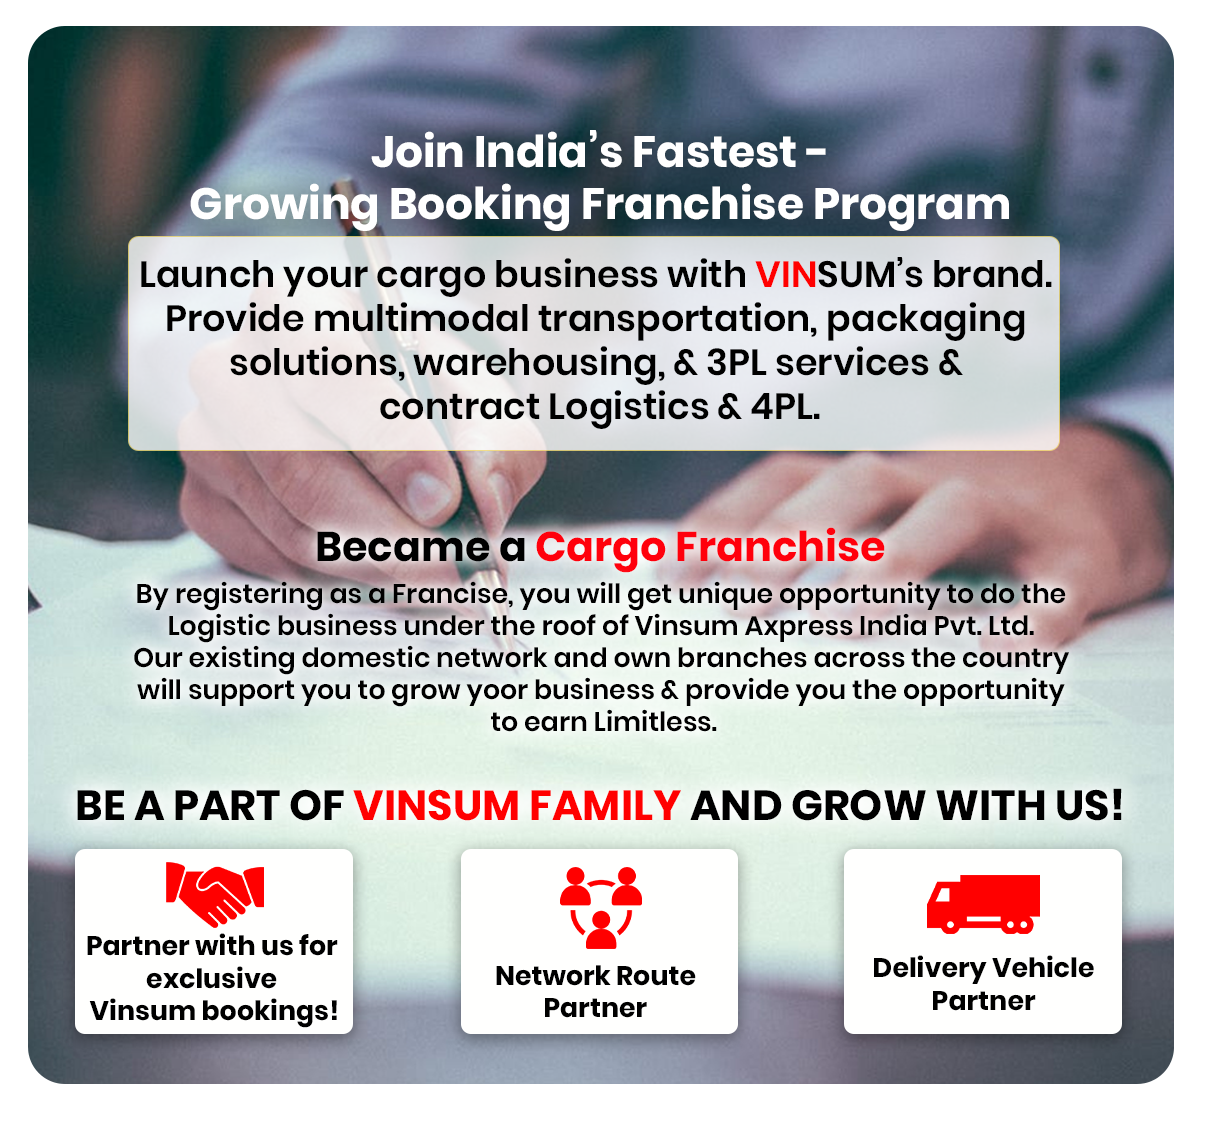 Join India’s Fastest -
Growing Booking Franchise Program
Launch your cargo business with VINSUM’s brand.
Provide multimodal transportation, packaging
solutions, warehousing, & 3PL services &
contract Logistics & 4PL.
Became a Cargo Franchise
By registering as a Francise, you will get unique opportunity to do the
Logistic business under the roof of Vinsum Axpress India Pvt. Ltd.
Our existing domestic network and own branches across the country
will support you to grow yoor business & provide you the opportunity
to earn Limitless.
BE A PART OF VINSUM FAMILY AND GROW WITH US!
Partner with us for
exclusive
Vinsum bookings!
Network Route
Partner
Delivery Vehicle
Partner